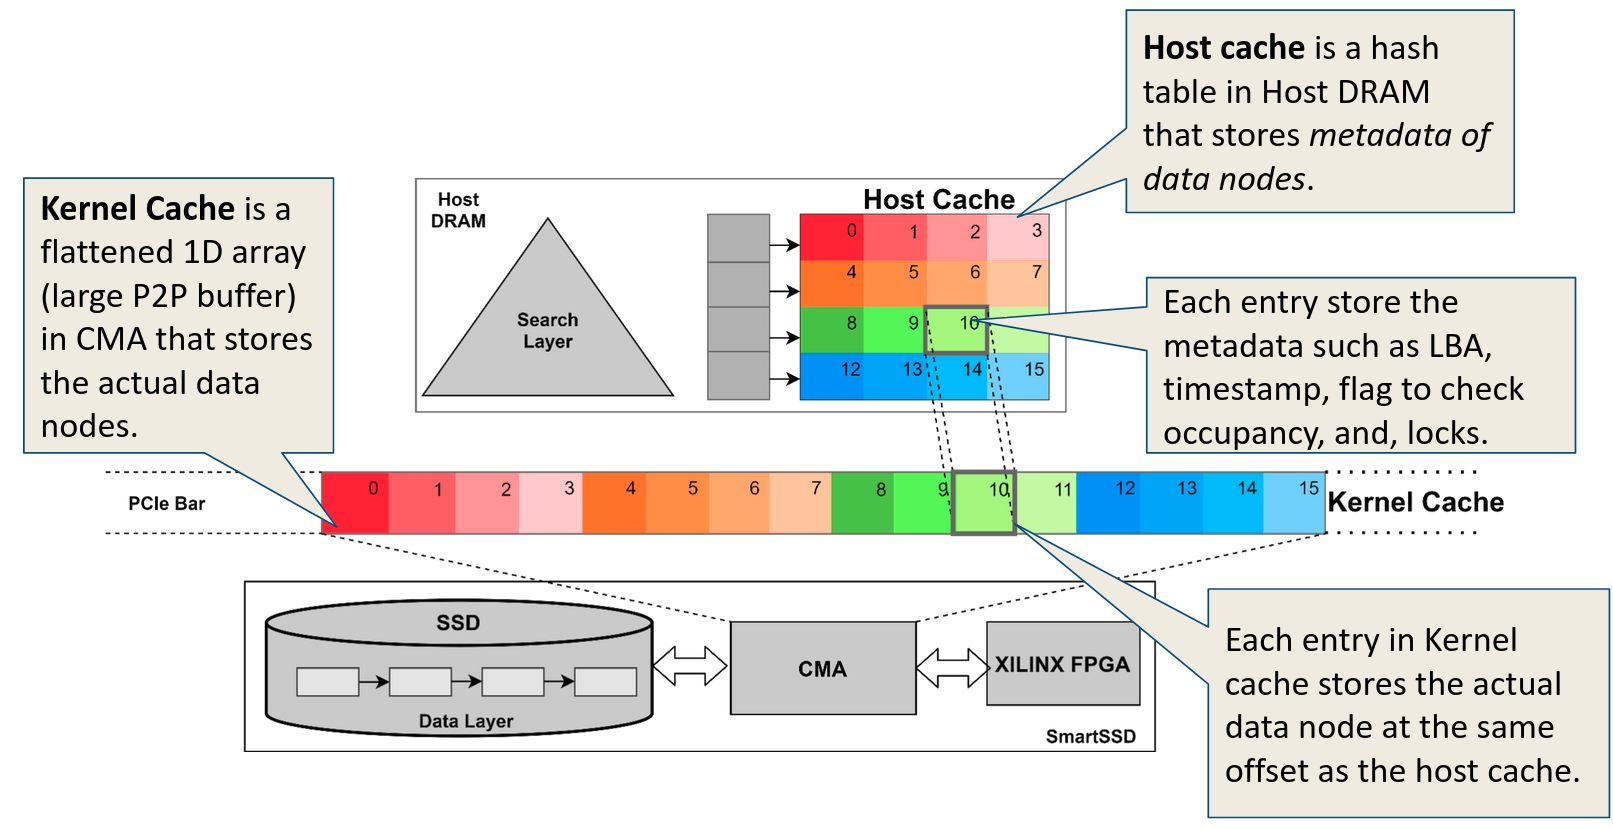 Host cache is a hash
table in Host DRAM
that stores metadata of
data nodes.
Kernel Cache is a
flattened 1D array
(large P2P buffer)
in CMA that stores
the actual data
nodes.
Host
DRAM
Host Cache
Search
Layer
0 1 2 3
4 5 6 7
8 9 10
12 13 14 15
Each entry store the
metadata such as LBA,
timestamp, flag to check
occupancy, and, locks.
PCIe Bar
0 1 2 3 4 5 6 7 8 9 10 11 12 13 14 15
Kernel Cache
SSD
Data Layer
CMA
XILINX FPGA
SmartSSD
Each entry in Kernel
cache stores the actual
data node at the same
offset as the host cache.